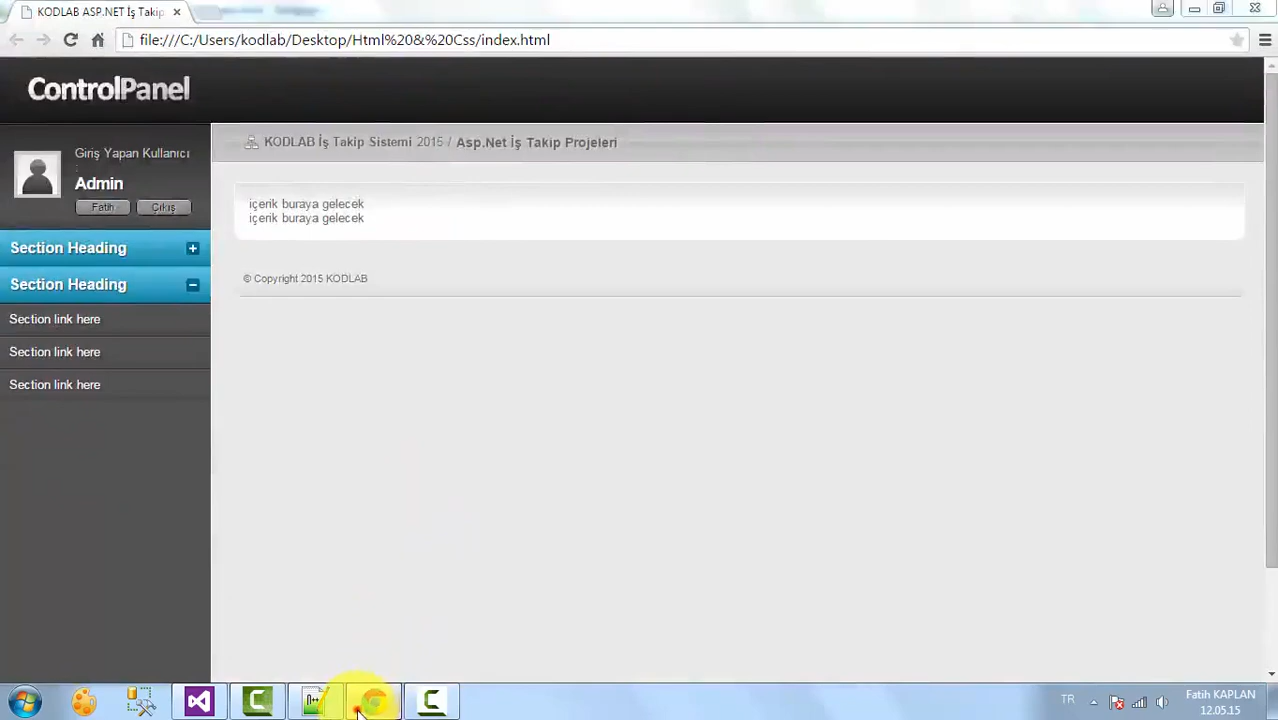 KODLAB ASP.NET İş Takip
file:///C:/Users/kodlab/Desktop/Html%20&%20Css/index.html
ControlPanel
KODLAB İş Takip Sistemi 2015 / Asp.Net İş Takip Projeleri
Giriş Yapan Kullanıcı
:
Admin
Fatih Çıkış
içerik buraya gelecek
içerik buraya gelecek
Section Heading
Section Heading
© Copyright 2015 KODLAB
Section link here
Section link here
Section link here
TR
Fatih KAPLAN
12.05.15